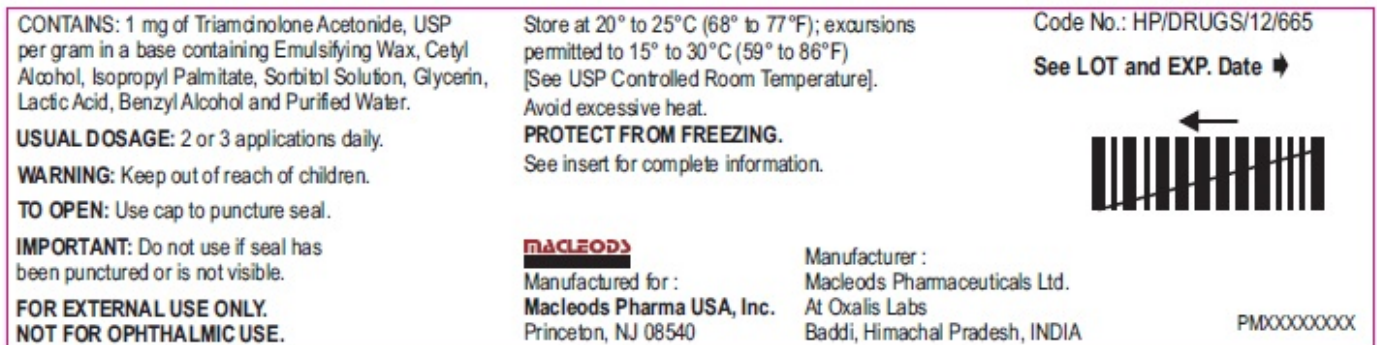 CONTAINS: 1 mg of Triamcinolone Acetonide, USP
per gram in a base containing Emulsifying Wax, Cetyl
Alcohol, Isopropyl Palmitate, Sorbitol Solution, Glycerin,
Lactic Acid, Benzyl Alcohol and Purified Water.
USUAL DOSAGE: 2 or 3 applications daily.
WARNING: Keep out of reach of children.
TO OPEN: Use cap to puncture seal.
IMPORTANT: Do not use if seal has
been punctured or is not visible.
FOR EXTERNAL USE ONLY.
NOT FOR OPHTHALMIC USE.
Store at 20° to 25°C (68° to 77°F); excursions
permitted to 15° to 30°C (59° to 86°F)
[See USP Controlled Room Temperature].
Avoid excessive heat.
PROTECT FROM FREEZING.
See insert for complete information.
MACLEODS
Manufactured for :
Macleods Pharma USA, Inc.
Princeton, NJ 08540
Manufacturer :
Macleods Pharmaceuticals Ltd.
At Oxalis Labs
Baddi, Himachal Pradesh, INDIA
Code No.: HP/DRUGS/12/665
See LOT and EXP. Date
PMXXXXXXXX